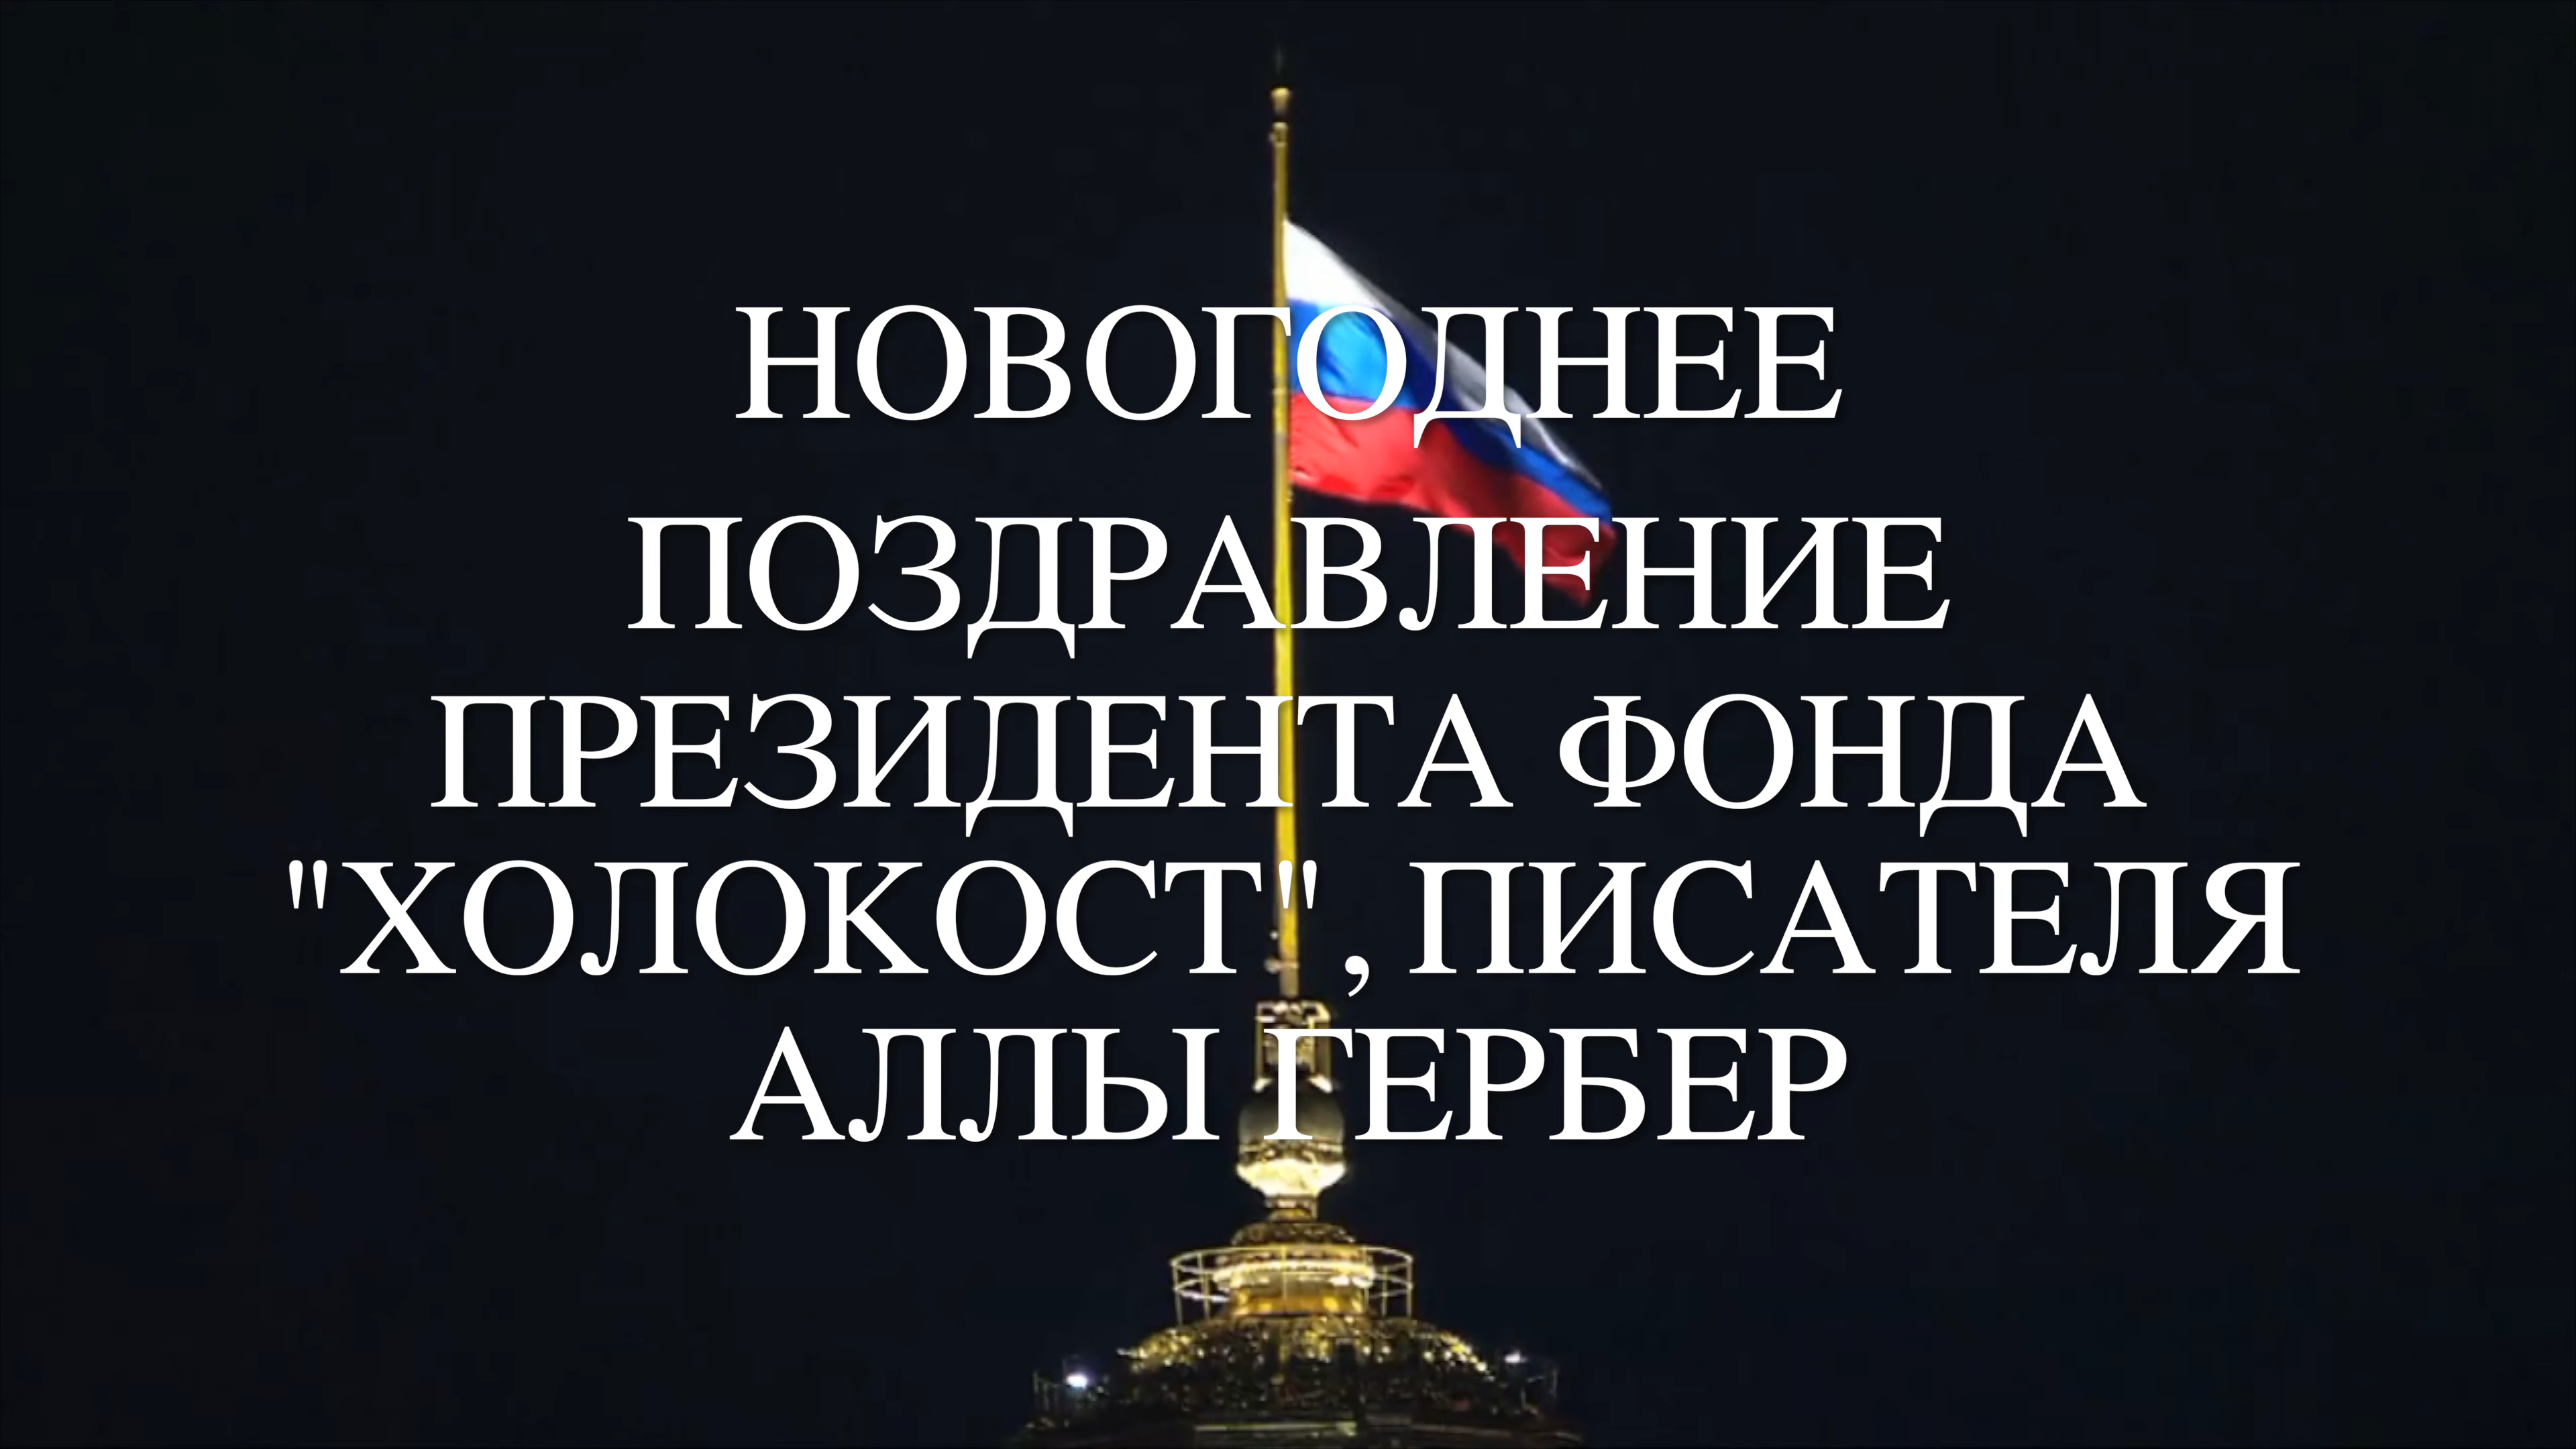 НОВОГОДНЕЕ
ПОЗДРАВЛЕНИЕ
ПРЕЗИДЕНТА ФОНДА
"ХОЛОКОСТ", ПИСАТЕЛЯ
АЛЛЫ ГЕРБЕР